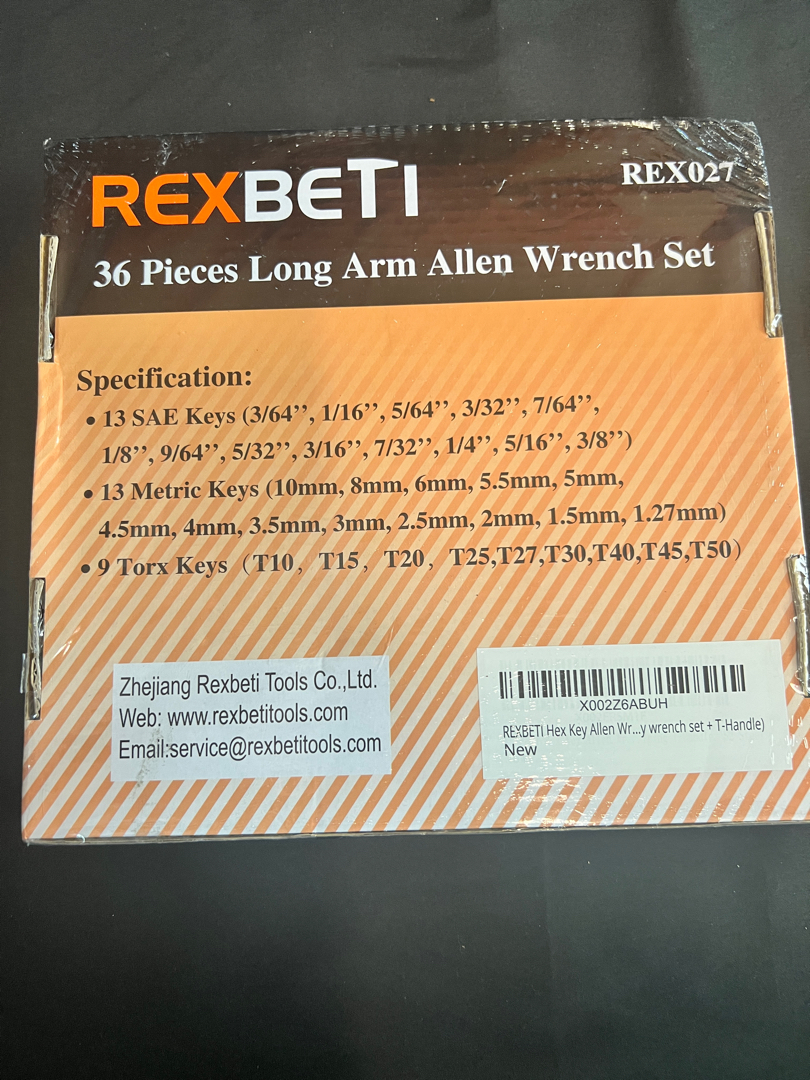 REXBETI
REX027
36 Pieces Long Arm Allen Wrench Set
Specification:
• 13 SAE Keys (3/64’’, 1/16’’, 5/64’’, 3/32’’, 7/64’’,
1/8’’, 9/64’’, 5/32’’, 3/16’’, 7/32’’, 1/4’’, 5/16’’, 3/8’’)
• 13 Metric Keys (10mm, 8mm, 6mm, 5.5mm, 5mm,
4.5mm, 4mm, 3.5mm, 3mm, 2.5mm, 2mm, 1.5mm, 1.27mm)
• 9 Torx Keys（T10，T15，T20，T25,T27,T30,T40,T45,T50）
Zhejiang Rexbeti Tools Co.,Ltd.
Web: www.rexbetitools.com
Email:service@rexbetitools.com
X002Z6ABUH
REXBETI Hex Key Allen Wr...y wrench set + T-Handle)
New